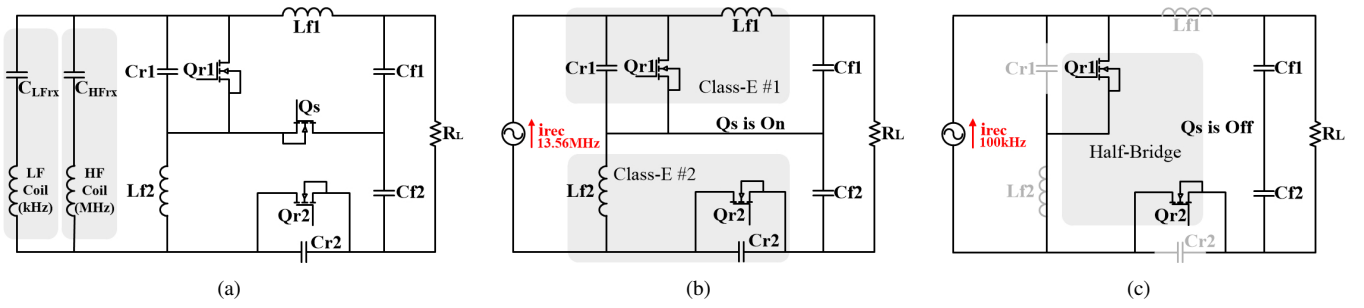 Lf1
Cr1
Qr1
Cf1
CLFrx
CHFrx
Qs
RL
LF
Coil
(kHz)
HF
Coil
(MHz)
Lf2
Qr2
Cf2
Cr2
(a)
Lf1
Cr1
Qr1
Cf1
Class-E #1
Qs is On
irec
13.56MHz
RL
Class-E #2
Lf2
Qr2
Cf2
Cr2
(b)
Lf1
Cr1
Qr1
Cf1
Qs is Off
irec
100kHz
RL
Half-Bridge
Lf2
Qr2
Cf2
Cr2
(c)